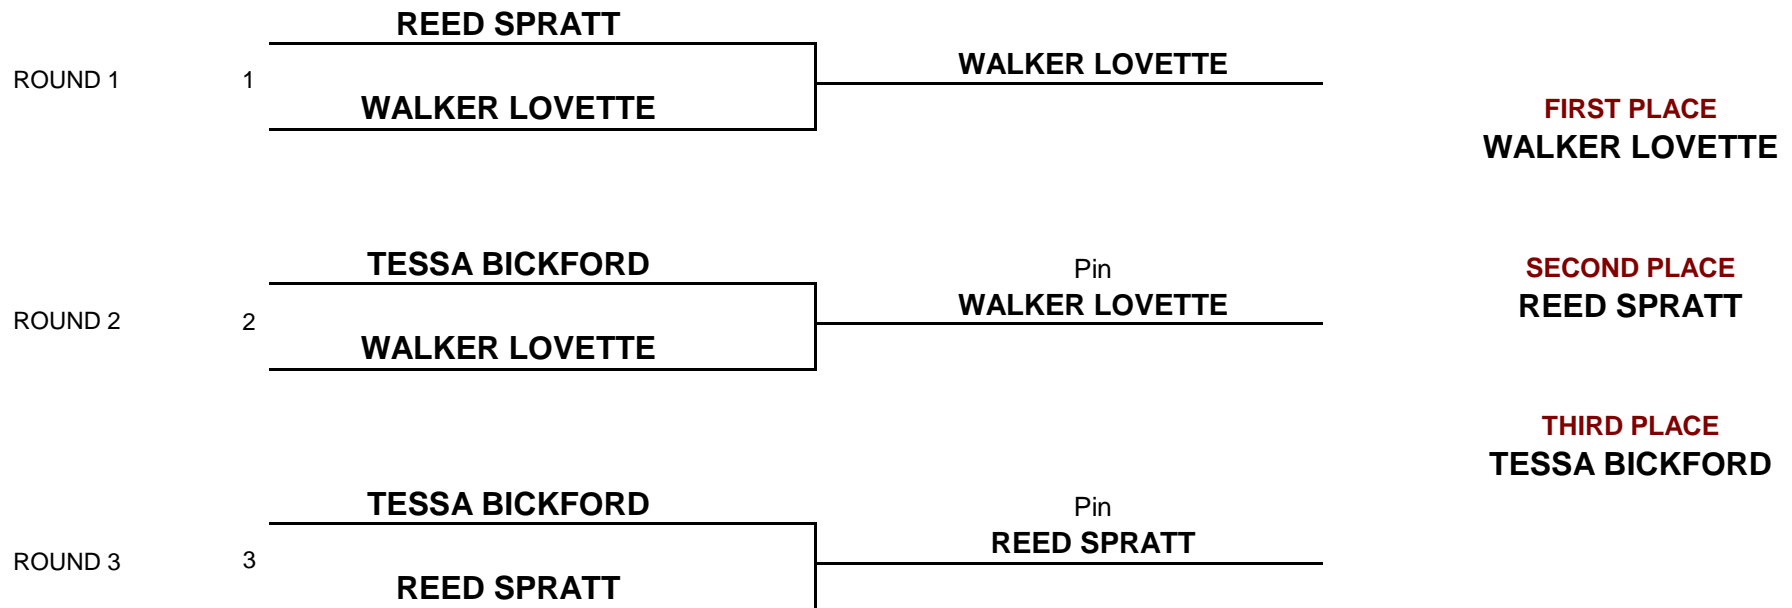 REED SPRATT
ROUND 1
1
WALKER LOVETTE
WALKER LOVETTE
FIRST PLACE
WALKER LOVETTE
TESSA BICKFORD
ROUND 2
2
WALKER LOVETTE
Pin
WALKER LOVETTE
SECOND PLACE
REED SPRATT
THIRD PLACE
TESSA BICKFORD
TESSA BICKFORD
ROUND 3
3
REED SPRATT
Pin
REED SPRATT